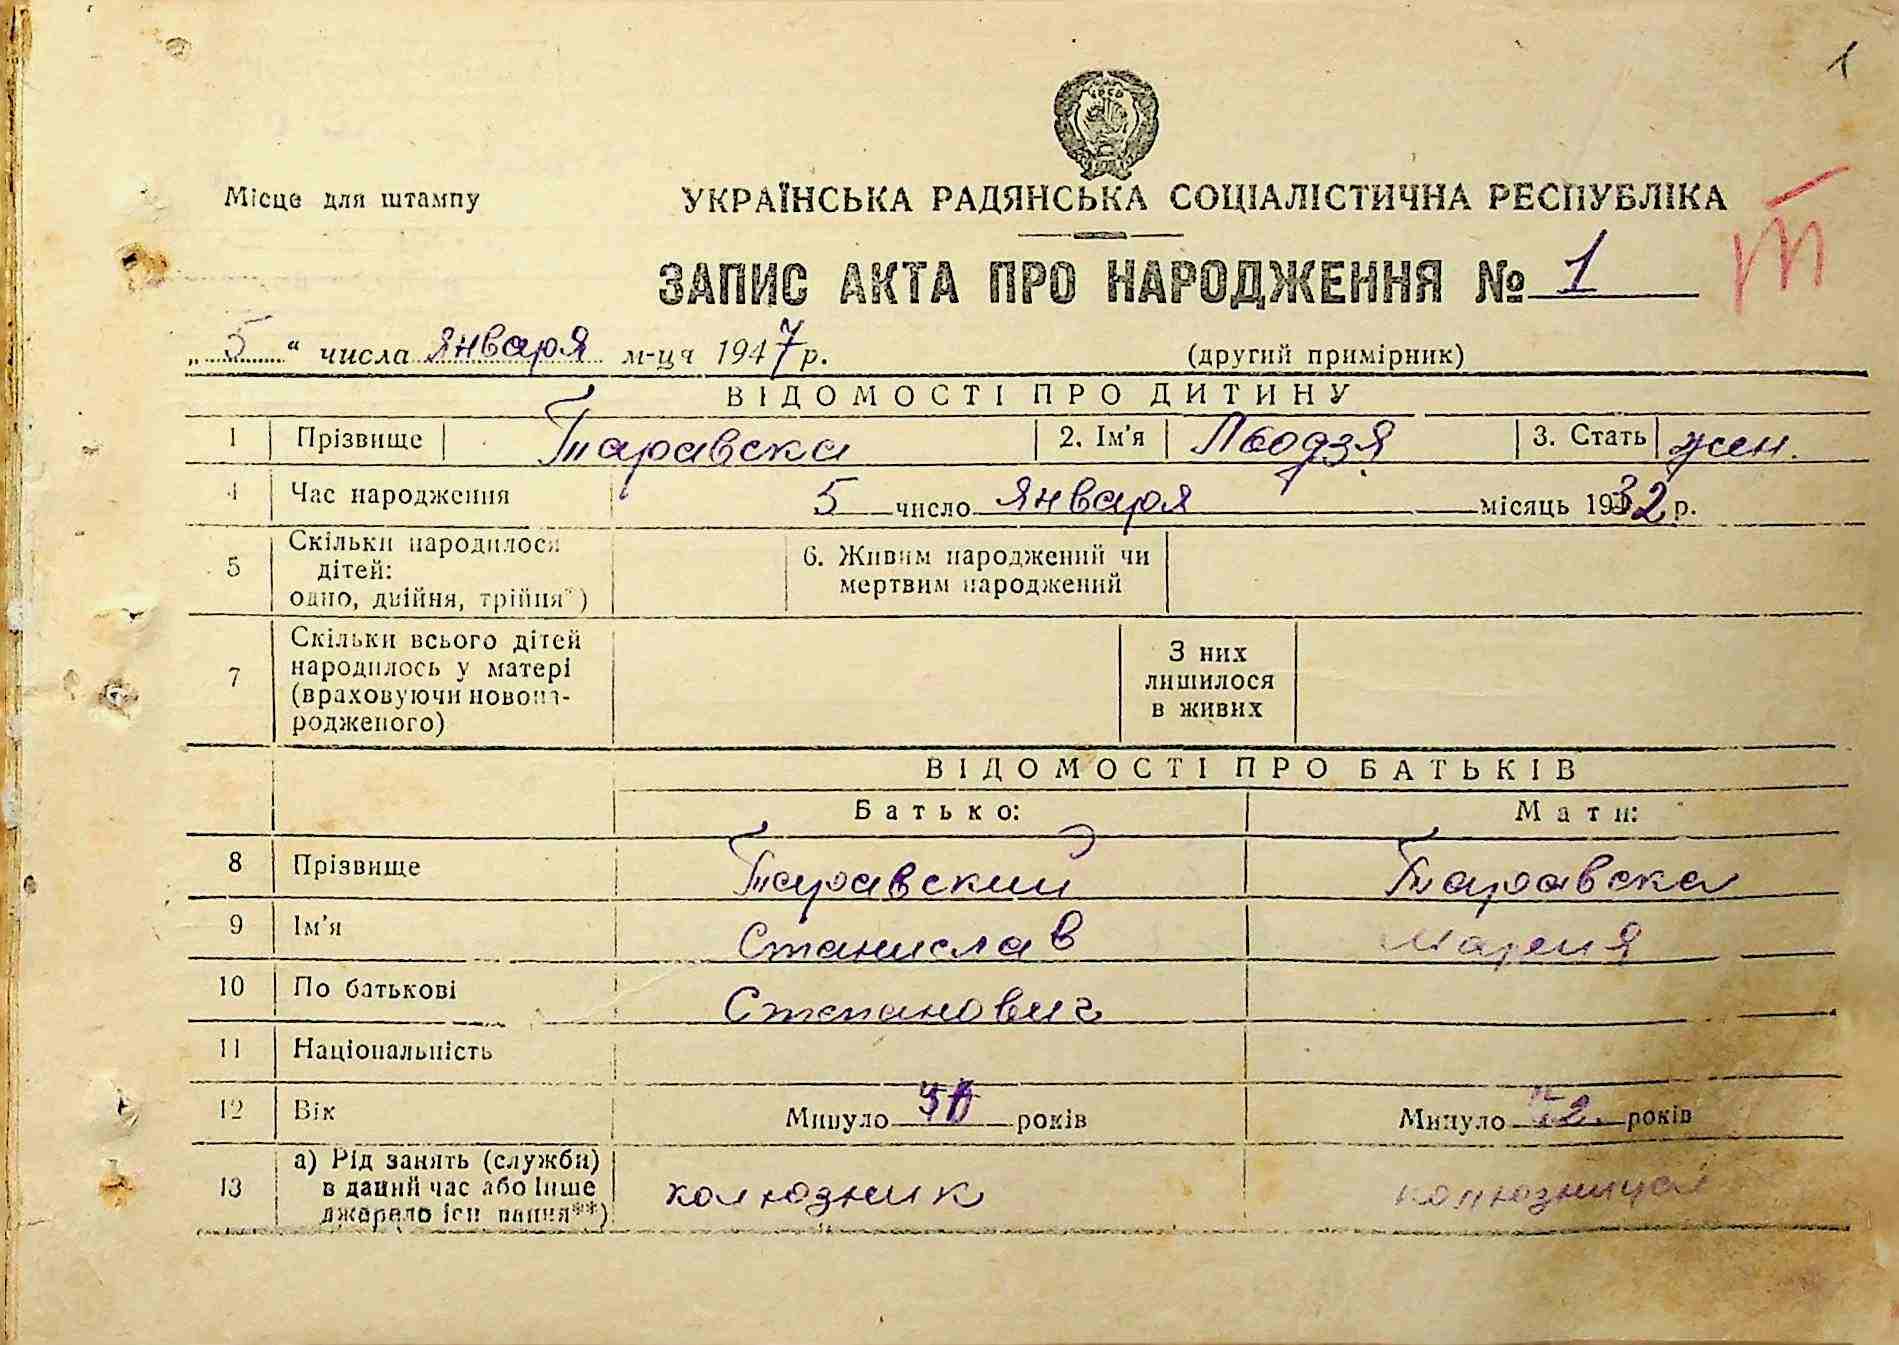 1
Місце для штампу
УКРАЇНСЬКА РАДЯНСЬКА СОЦІАЛІСТИЧНА РЕСПУБЛІКА
ЗАПИС АКТА ПРО НАРОДЖЕННЯ № 1
„5“ числа января м-ця 1947 р.
(другий примірник)
ВІДОМОСТІ ПРО ДИТИНУ
1 Прізвище Таравска 2. Ім'я Людзя 3. Стать жен.
4 Час народження 5 число января місяць 1932 р.
5 Скільки народилося дітей: одно, двійня, трійня*) 6. Живим народжений чи мертвим народжений
7 Скільки всього дітей народилось у матері (враховуючи новона-родженого) З них лишилося в живих
ВІДОМОСТІ ПРО БАТЬКІВ
Батько: Мати:
8 Прізвище Таравский Таравска
9 Ім'я Станислав Мария
10 По батькові Степанович
11 Національність
12 Вік Минуло років Минуло років
13 а) Рід занять (служби) в даний час або інше джерело існування**) колхозник колхозница